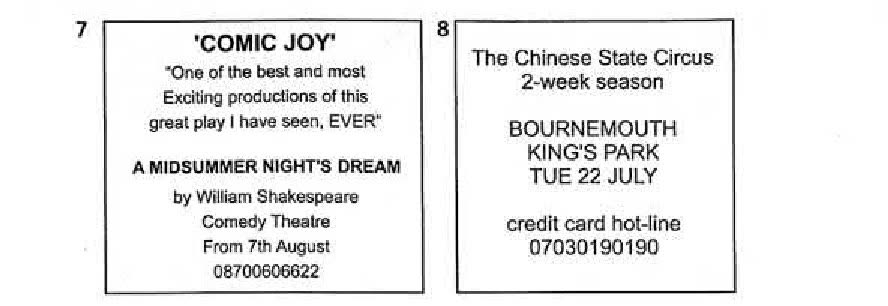 7
'COMIC JOY'
"One of the best and most
Exciting productions of this
great play I have seen, EVER"
A MIDSUMMER NIGHT'S DREAM
by William Shakespeare
Comedy Theatre
From 7th August
08700606622
8
The Chinese State Circus
2-week season
BOURNEMOUTH
KING'S PARK
TUE 22 JULY
credit card hot-line
07030190190